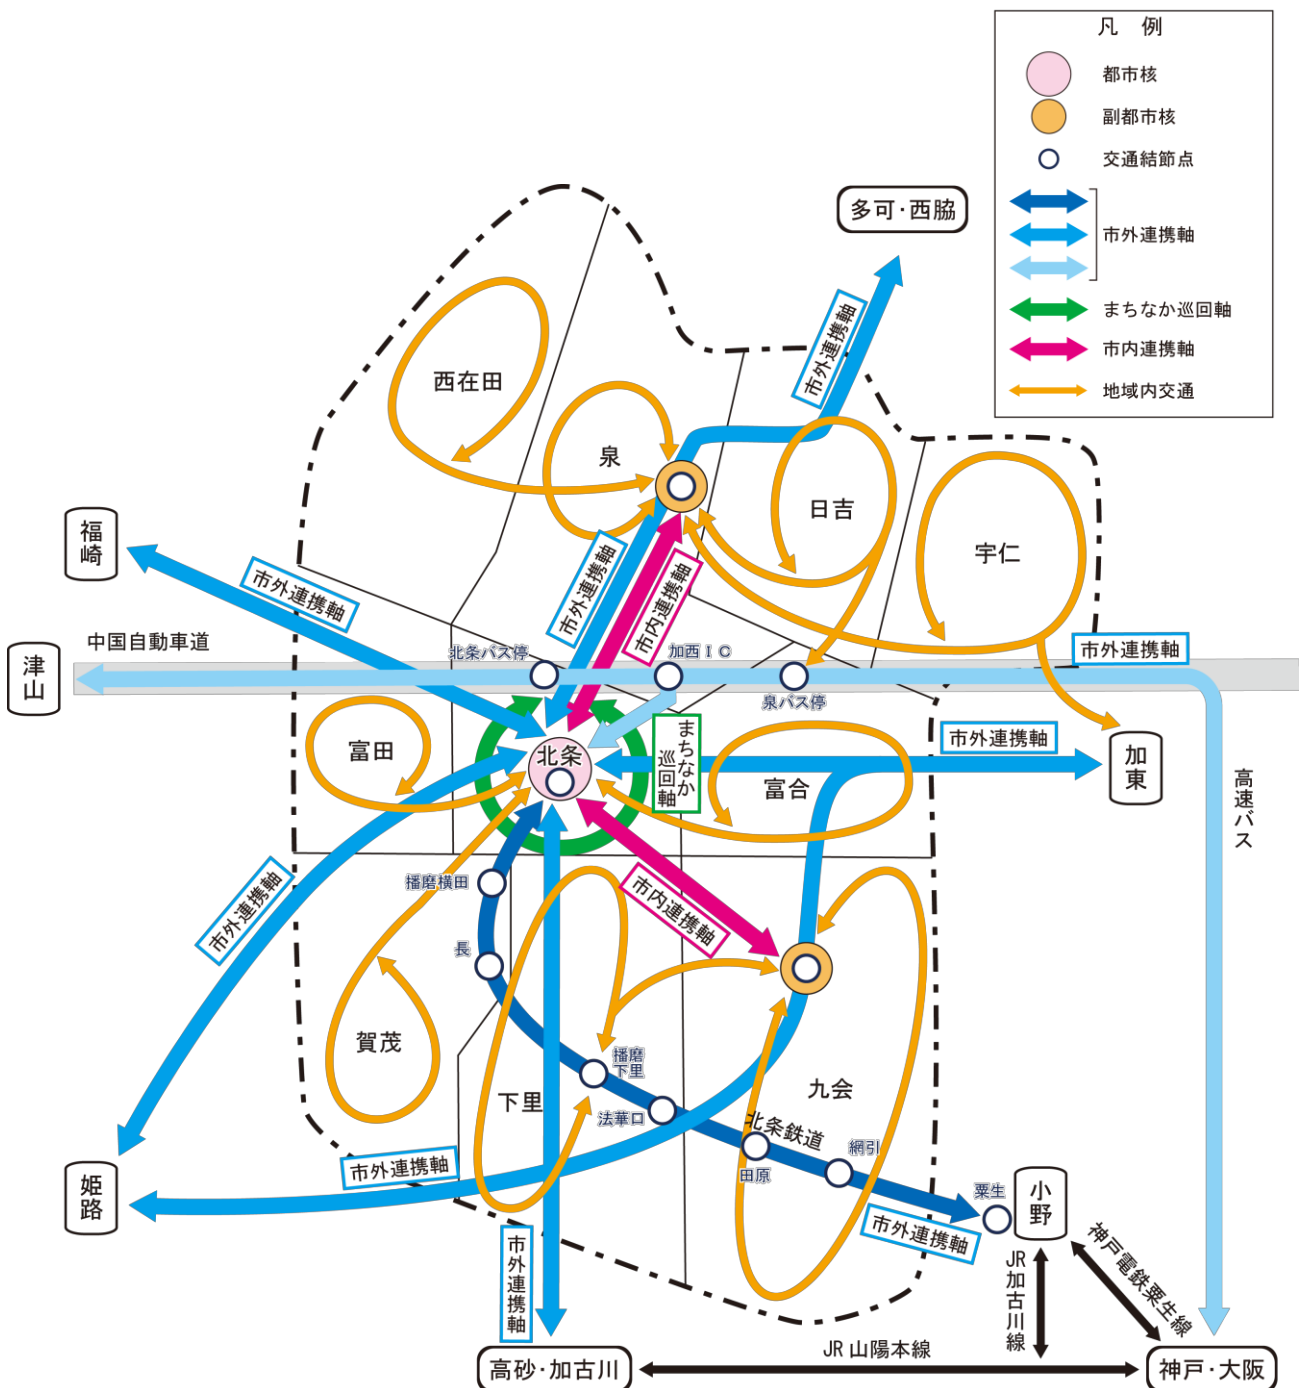 凡　例
都市核
副都市核
交通結節点
市外連携軸
まちなか巡回軸
市内連携軸
地域内交通
多可・西脇
市外連携軸
西在田
泉
日吉
宇仁
福崎
市外連携軸
市外連携軸
市内連携軸
中国自動車道
津山
北条バス停
加西ＩＣ
泉バス停
市外連携軸
富田
北条
まちなか
巡回軸
富合
市外連携軸
加東
高速バス
市外連携軸
播磨横田
市内連携軸
長
賀茂
下里
播磨
下里
法華口
九会
北条鉄道
田原
網引
市外連携軸
姫路
市外連携軸
粟生
小野
市外連携軸
JR加古川線
神戸電鉄粟生線
JR山陽本線
高砂・加古川
神戸・大阪